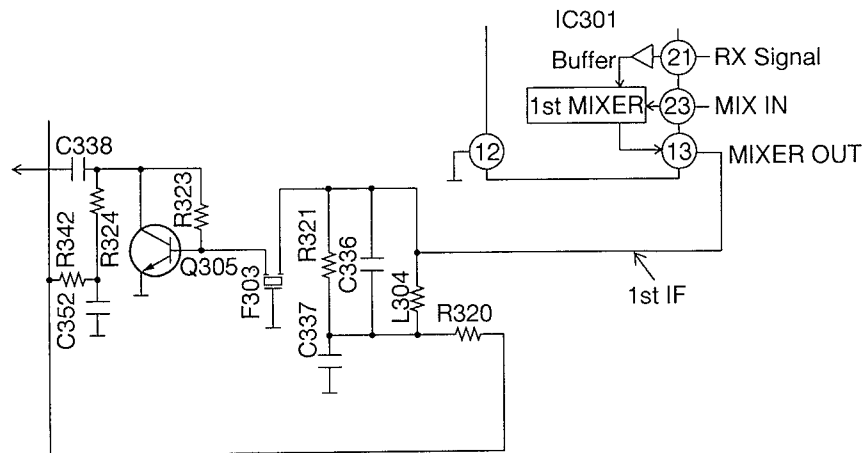 IC301
Buffer
21
RX Signal
1st MIXER
23
MIX IN
12
13
MIXER OUT
C338
R323
R324
R342
Q305
C352
F303
R321
C336
L304
1st IF
R320
C337